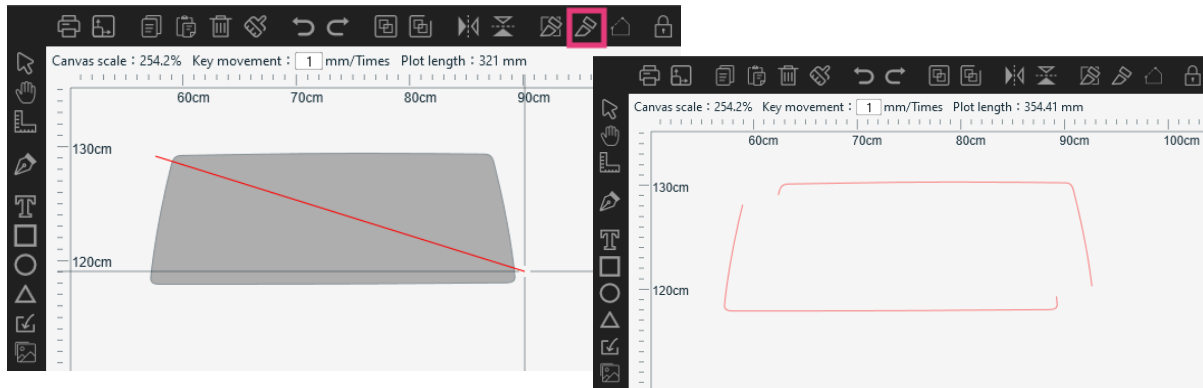 Canvas scale：254.2% Key movement： 1 mm/Times Plot length：321 mm
60cm 70cm 80cm 90cm
130cm
120cm
Canvas scale：254.2% Key movement： 1 mm/Times Plot length：354.41 mm
60cm 70cm 80cm 90cm 100cm
130cm
120cm